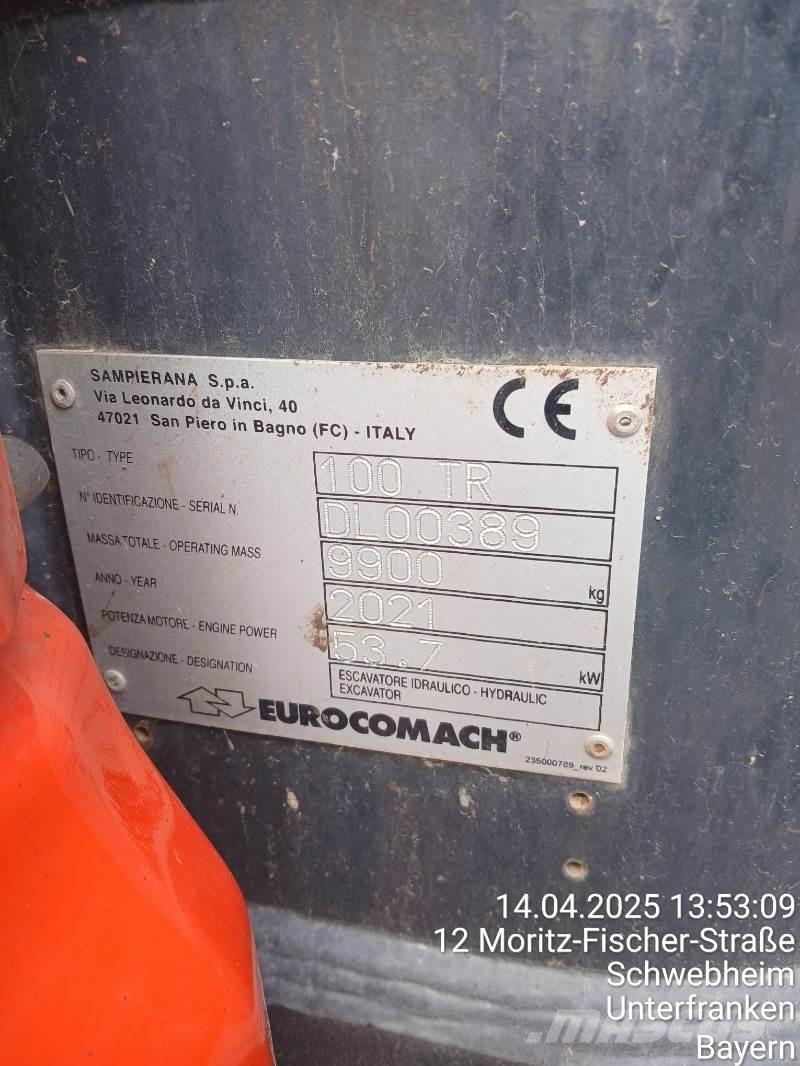 SAMPIERANA S.p.a.
Via Leonardo da Vinci, 40
47021 San Piero in Bagno (FC) - ITALY
CE
TIPO - TYPE
100 TR
N° IDENTIFICAZIONE - SERIAL N.
DL00389
MASSA TOTALE - OPERATING MASS
9900
kg
ANNO - YEAR
2021
POTENZA MOTORE - ENGINE POWER
53.7
kW
DESIGNAZIONE - DESIGNATION
ESCAVATORE IDRAULICO - HYDRAULIC
EXCAVATOR
EUROCOMACH®
235000789_rev 02
14.04.2025 13:53:09
12 Moritz-Fischer-Straße
Schwebheim
Unterfranken
Bayern